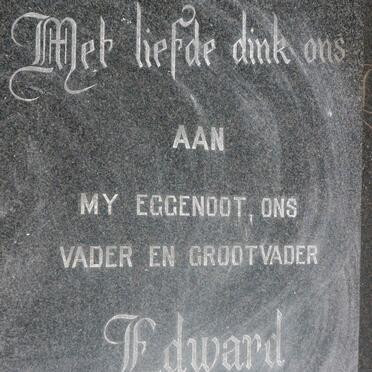 Met liefde dink ons
AAN
MY EGGENOOT, ONS
VADER EN GROOTVADER
Edward